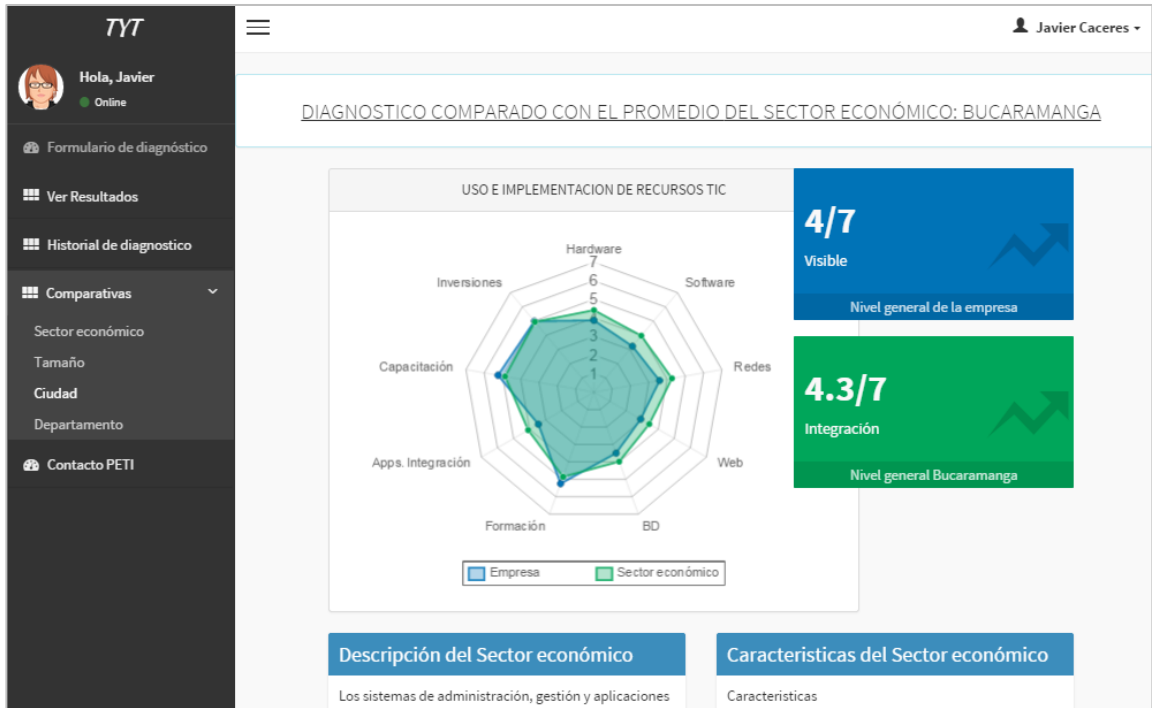 TYT
Javier Caceres
Hola, Javier
Online
Formulario de diagnóstico
Ver Resultados
Historial de diagnostico
Comparativas
Sector económico
Tamaño
Ciudad
Departamento
Contacto PETI
DIAGNOSTICO COMPARADO CON EL PROMEDIO DEL SECTOR ECONÓMICO: BUCARAMANGA
USO E IMPLEMENTACION DE RECURSOS TIC
Hardware
Software
Redes
Web
BD
Formación
Apps. Integración
Capacitación
Inversiones
7
6
5
3
2
1
Empresa
Sector económico
4/7
Visible
Nivel general de la empresa
4.3/7
Integración
Nivel general Bucaramanga
Descripción del Sector económico
Los sistemas de administración, gestión y aplicaciones
Caracteristicas del Sector económico
Caracteristicas